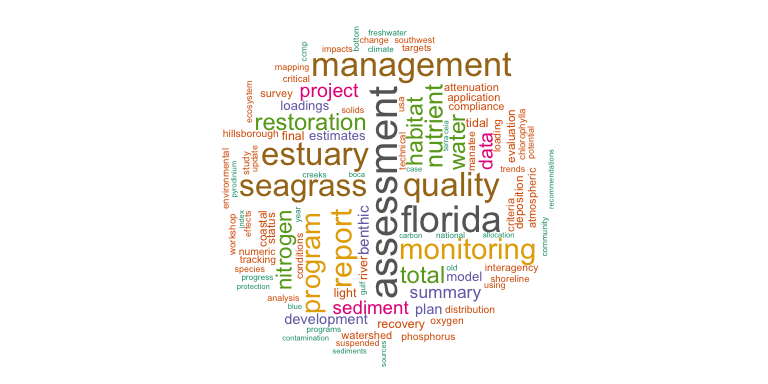 freshwater
bottom
change
southwest
ccmp
impacts
climate
targets
management
mapping
critical
ecosystem
survey
project
loadings
solids
restoration
hillsborough
final
estimates
estuary
seagrass
assessment
usa
technical
habitat
nutrient
water
terra ceia
case
attenuation
application
compliance
tidal
manatee
data
loading
evaluation
chlorophylla
potential
trends
quality
florida
criteria
deposition
atmospheric
recommendations
community
environmental
pyrodinium
study
update
creeks
boca
workshop
index
effects
coastal
status
nitrogen
year
conditions
program
report
benthic
river
gulf
light
carbon
national
allocation
monitoring
numeric
tracking
species
progress
protection
total
old
model
interagency
shoreline
using
analysis
blue
summary
sediment
plan
distribution
development
recovery
oxygen
programs
contamination
watershed
suspended
phosphorus
sediments
sources